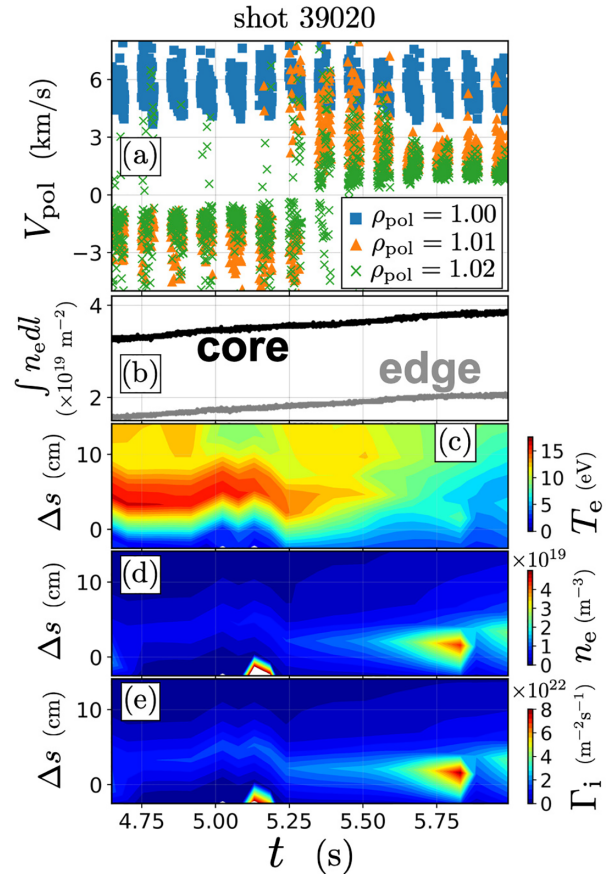 shot 39020
6
3
0
−3
V_pol (km/s)
(a)
ρ_pol = 1.00
ρ_pol = 1.01
ρ_pol = 1.02
4
2
∫ n_e dl
(×10^19 m^−2)
(b)
core
edge
10
0
Δs (cm)
(c)
15
10
5
0
T_e (eV)
10
0
Δs (cm)
(d)
×10^19
4
3
2
1
0
n_e (m^−3)
10
0
Δs (cm)
(e)
×10^22
8
6
4
2
0
Γ_i (m^−2 s^−1)
4.75 5.00 5.25 5.50 5.75
t (s)